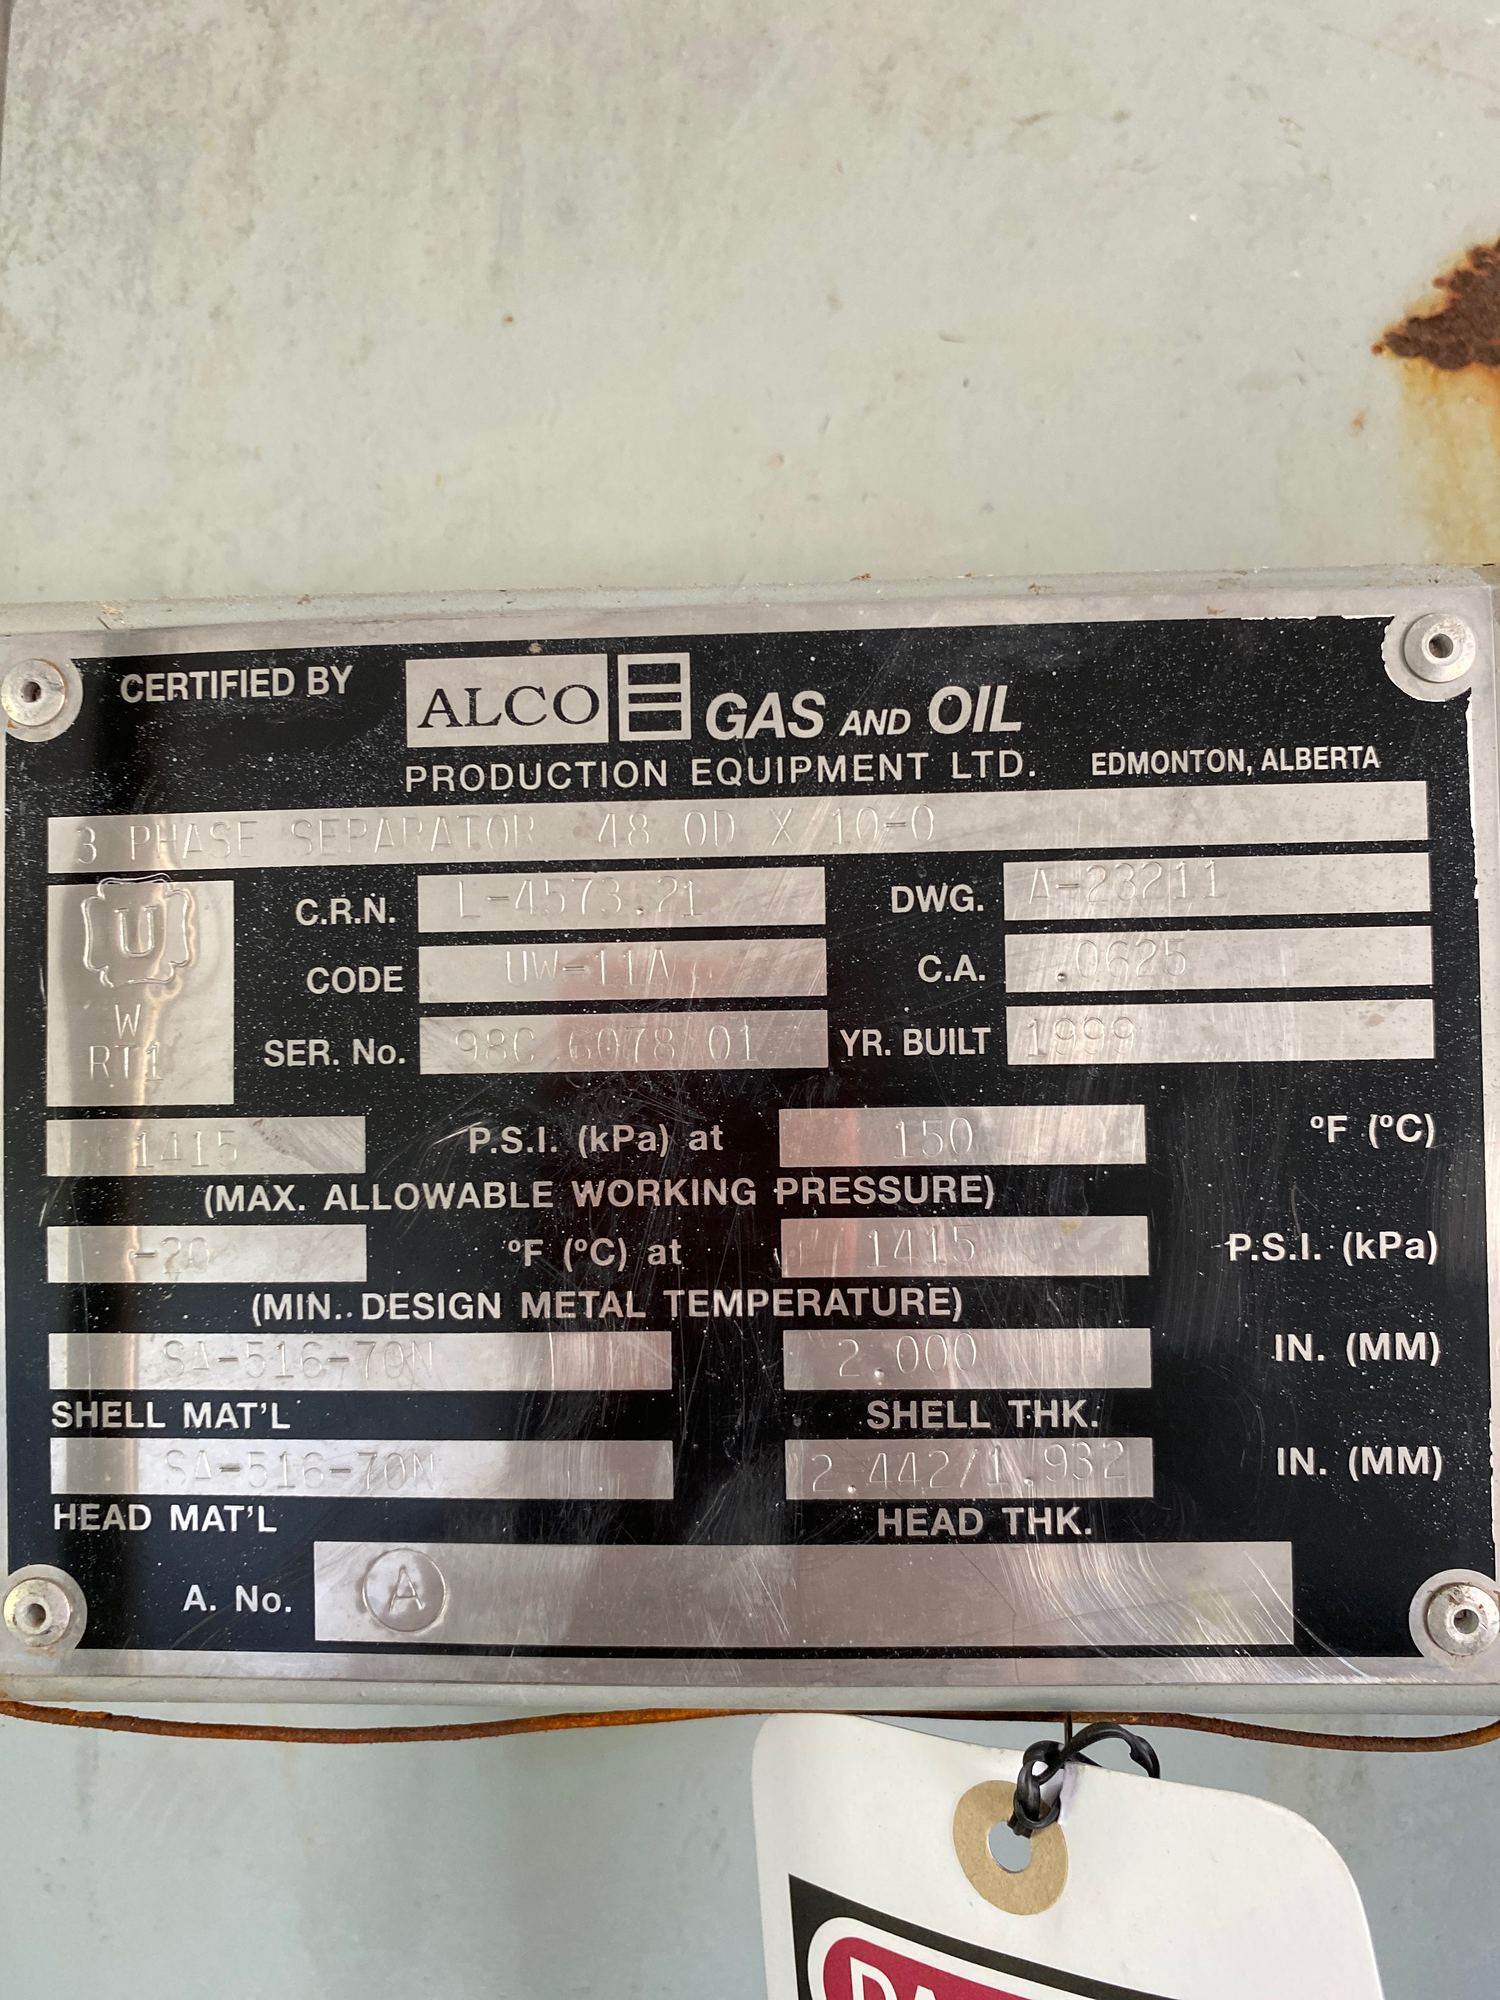 CERTIFIED BY ALCO GAS AND OIL
PRODUCTION EQUIPMENT LTD. EDMONTON, ALBERTA
3 PHASE SEPARATOR 48 OD X 10-0
U
W
RT1
C.R.N. L-4573.21 DWG. A-23211
CODE UW-11A C.A. .0625
SER. No. 98C 6078 01 YR. BUILT 1999
1415 P.S.I. (kPa) at 150 ºF (ºC)
(MAX. ALLOWABLE WORKING PRESSURE)
-20 ºF (ºC) at 1415 P.S.I. (kPa)
(MIN. DESIGN METAL TEMPERATURE)
SA-516-70N 2.000 IN. (MM)
SHELL MAT'L SHELL THK.
SA-516-70N 2.442/1.932 IN. (MM)
HEAD MAT'L HEAD THK.
A. No. A